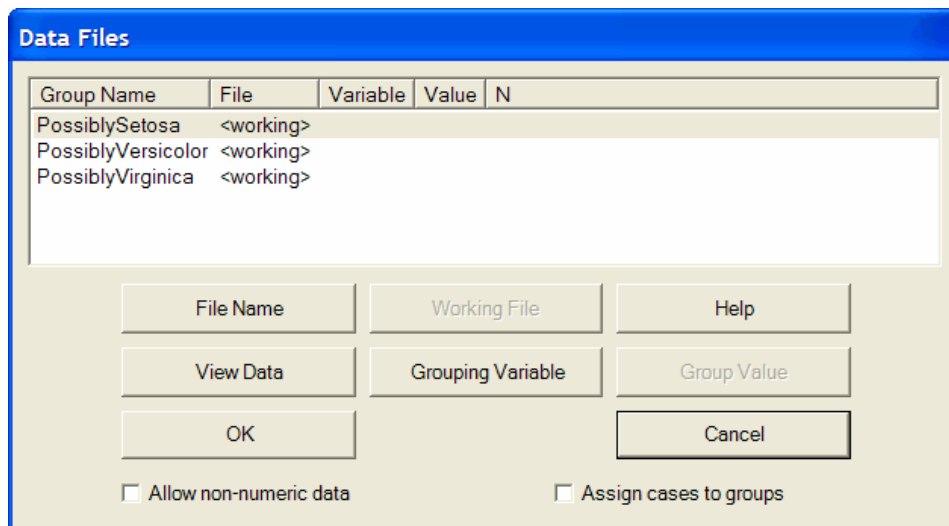 Data Files
Group Name File Variable Value N
PossiblySetosa <working>
PossiblyVersicolor <working>
PossiblyVirginica <working>
File Name Working File Help
View Data Grouping Variable Group Value
OK Cancel
Allow non-numeric data Assign cases to groups